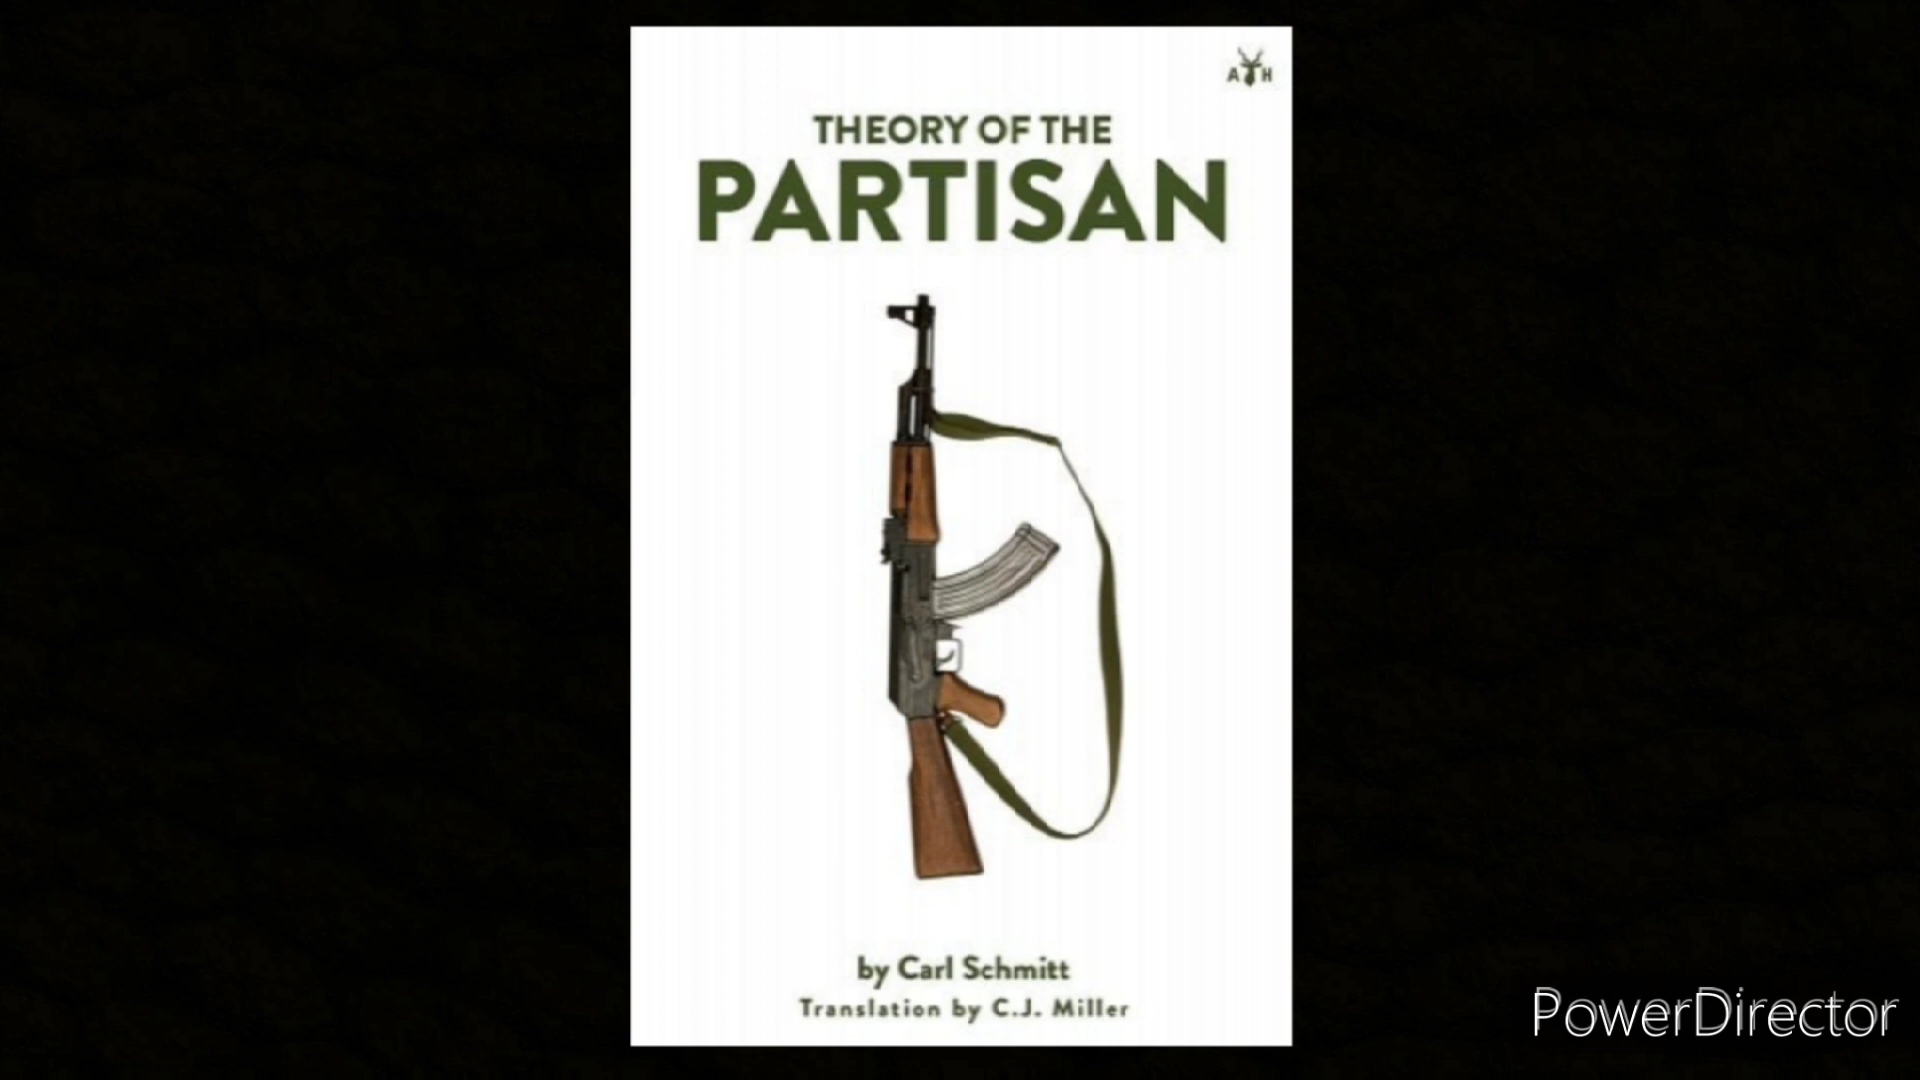 A H
THEORY OF THE
PARTISAN
by Carl Schmitt
Translation by C.J. Miller
PowerDirector